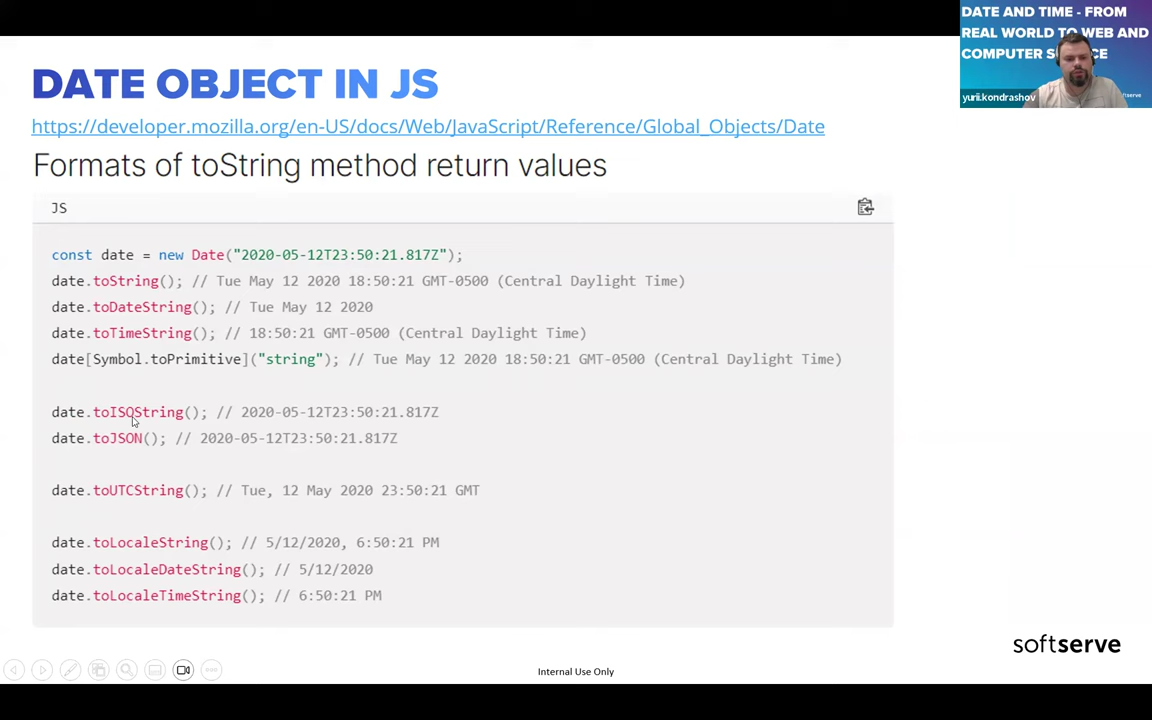 DATE AND TIME - FROM
REAL WORLD TO WEB AND
COMPUTER S CE
yurii.kondrashov
softserve
DATE OBJECT IN JS
https://developer.mozilla.org/en-US/docs/Web/JavaScript/Reference/Global_Objects/Date
Formats of toString method return values
JS
const date = new Date("2020-05-12T23:50:21.817Z");
date.toString(); // Tue May 12 2020 18:50:21 GMT-0500 (Central Daylight Time)
date.toDateString(); // Tue May 12 2020
date.toTimeString(); // 18:50:21 GMT-0500 (Central Daylight Time)
date[Symbol.toPrimitive]("string"); // Tue May 12 2020 18:50:21 GMT-0500 (Central Daylight Time)
date.toISOString(); // 2020-05-12T23:50:21.817Z
date.toJSON(); // 2020-05-12T23:50:21.817Z
date.toUTCString(); // Tue, 12 May 2020 23:50:21 GMT
date.toLocaleString(); // 5/12/2020, 6:50:21 PM
date.toLocaleDateString(); // 5/12/2020
date.toLocaleTimeString(); // 6:50:21 PM
softserve
Internal Use Only